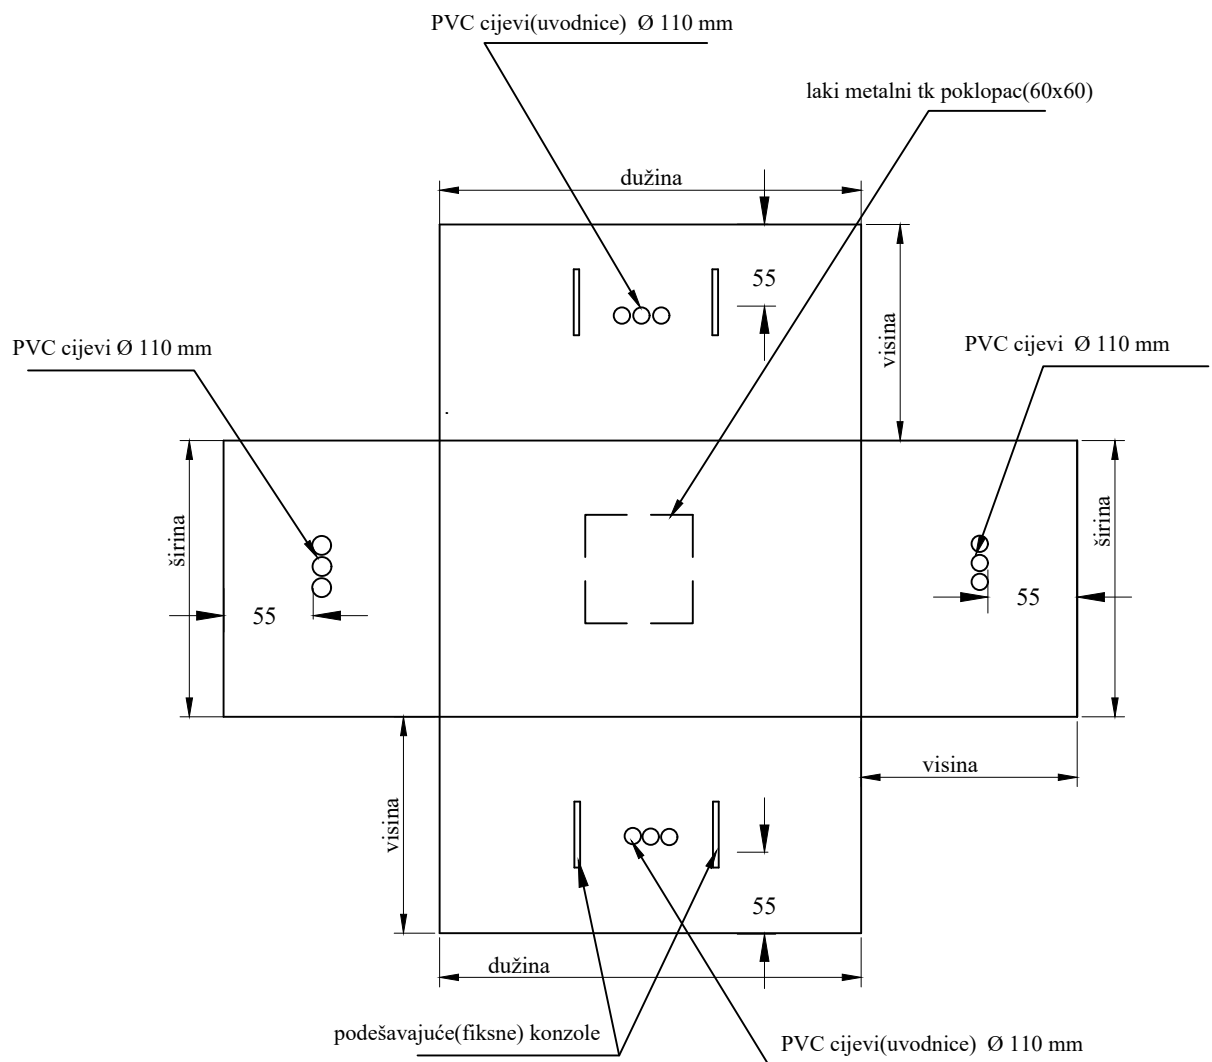 PVC cijevi(uvodnice) Ø 110 mm
laki metalni tk poklopac(60x60)
dužina
55
visina
PVC cijevi Ø 110 mm
PVC cijevi Ø 110 mm
širina
širina
55
55
visina
visina
55
dužina
podešavajuće(fiksne) konzole
PVC cijevi(uvodnice) Ø 110 mm